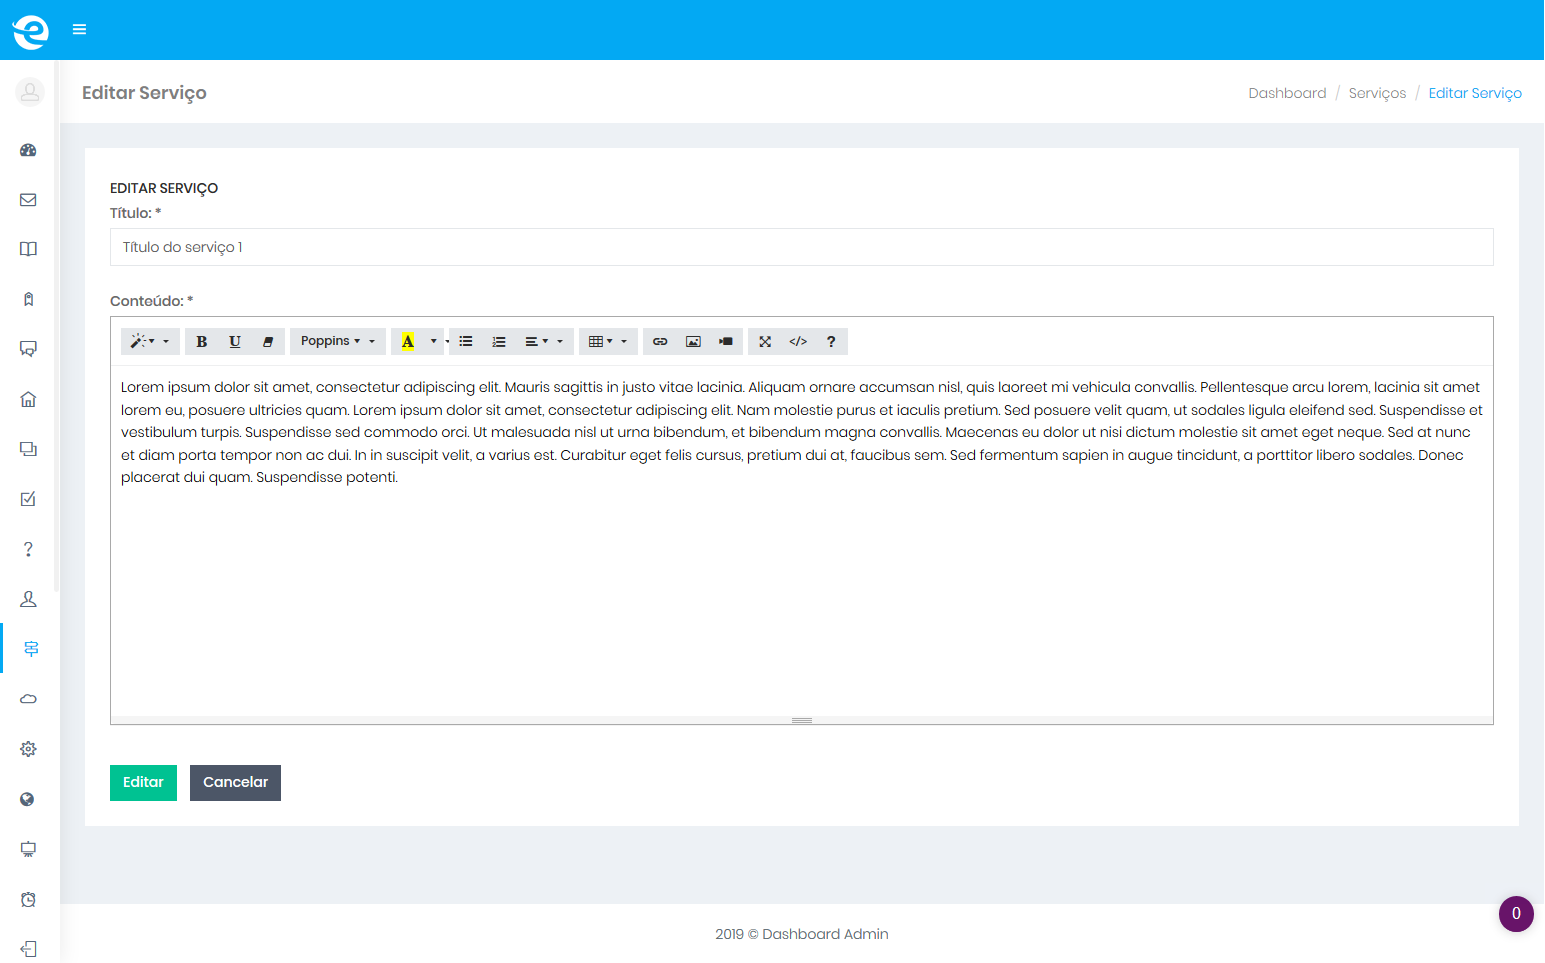 Editar Serviço
Dashboard / Serviços / Editar Serviço
EDITAR SERVIÇO
Título: *
Título do serviço 1
Conteúdo: *
B U Poppins A </> ?
Lorem ipsum dolor sit amet, consectetur adipiscing elit. Mauris sagittis in justo vitae lacinia. Aliquam ornare accumsan nisl, quis laoreet mi vehicula convallis. Pellentesque arcu lorem, lacinia sit amet
lorem eu, posuere ultricies quam. Lorem ipsum dolor sit amet, consectetur adipiscing elit. Nam molestie purus et iaculis pretium. Sed posuere velit quam, ut sodales ligula eleifend sed. Suspendisse et
vestibulum turpis. Suspendisse sed commodo orci. Ut malesuada nisl ut urna bibendum, et bibendum magna convallis. Maecenas eu dolor ut nisi dictum molestie sit amet eget neque. Sed at nunc
et diam porta tempor non ac dui. In in suscipit velit, a varius est. Curabitur eget felis cursus, pretium dui at, faucibus sem. Sed fermentum sapien in augue tincidunt, a porttitor libero sodales. Donec
placerat dui quam. Suspendisse potenti.
Editar Cancelar
0
2019 © Dashboard Admin